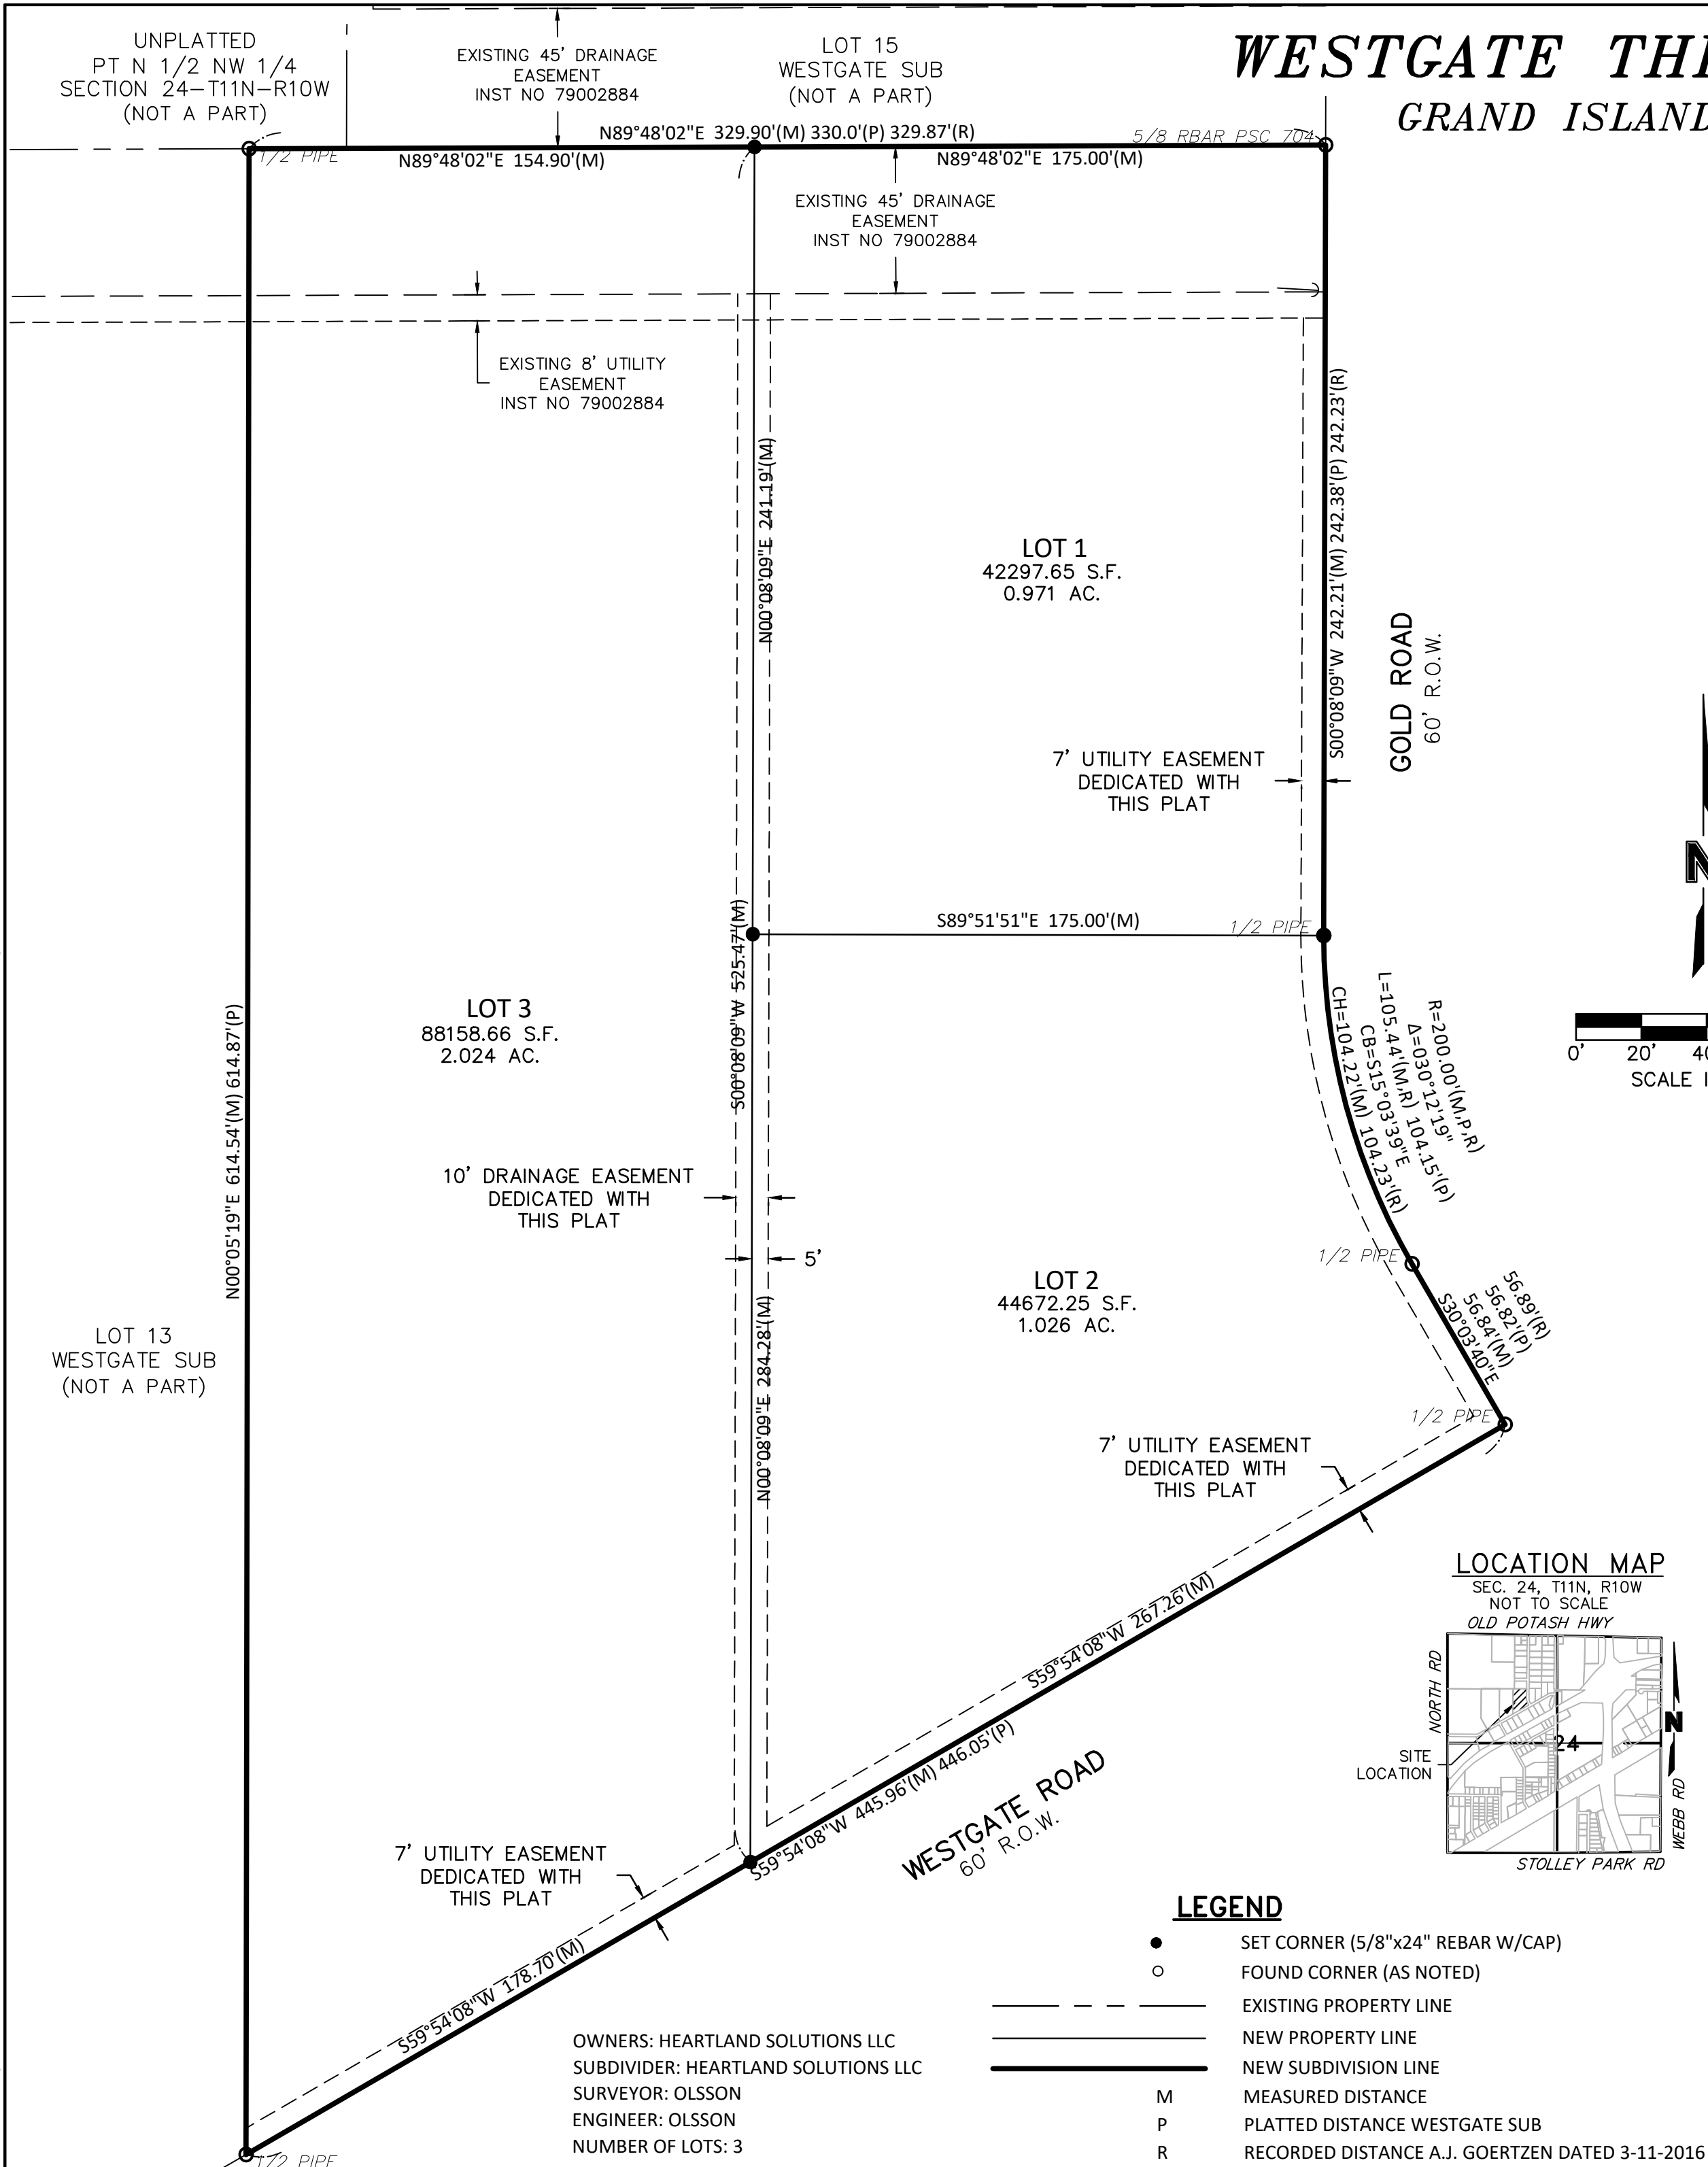 UNPLATTED
PT N 1/2 NW 1/4
SECTION 24-T11N-R10W
(NOT A PART)
EXISTING 45' DRAINAGE
EASEMENT
INST NO 79002884
LOT 15
WESTGATE SUB
(NOT A PART)
WESTGATE
GRAND ISLAND
N89°48'02"E 329.90'(M) 330.0'(P) 329.87'(R)
1/2 PIPE
5/8 RBAR PSC 704
N89°48'02"E 154.90'(M)
N89°48'02"E 175.00'(M)
EXISTING 45' DRAINAGE
EASEMENT
INST NO 79002884
EXISTING 8' UTILITY
EASEMENT
INST NO 79002884
N00°08'09"E 241.19'(M)
S00°08'09"W 242.21'(M) 242.38'(P) 242.23'(R)
LOT 1
42297.65 S.F.
0.971 AC.
GOLD ROAD
60' R.O.W.
7' UTILITY EASEMENT
DEDICATED WITH
THIS PLAT
N
S89°51'51"E 175.00'(M)
1/2 PIPE
S00°08'09"W 525.47'(M)
LOT 3
88158.66 S.F.
2.024 AC.
N00°05'19"E 614.54'(M) 614.87'(P)
R=200.00'(M,P,R)
Δ=030°12'19"
L=105.44'(M,R) 104.15'(P)
CB=S15°03'39"E
CH=104.22'(M) 104.23'(R)
0' 20'
SCALE
10' DRAINAGE EASEMENT
DEDICATED WITH
THIS PLAT
5'
1/2 PIPE
LOT 2
44672.25 S.F.
1.026 AC.
N00°08'09"E 284.28'(M)
56.89'(R)
56.82'(P)
56.84'(M)
S30°03'40"E
LOT 13
WESTGATE SUB
(NOT A PART)
1/2 PIPE
7' UTILITY EASEMENT
DEDICATED WITH
THIS PLAT
S59°54'08"W 267.26'(M)
S59°54'08"W 445.96'(M) 446.05'(P)
WESTGATE ROAD
60' R.O.W.
LOCATION MAP
SEC. 24, T11N, R10W
NOT TO SCALE
OLD POTASH HWY
NORTH RD
24
N
SITE
LOCATION
WEBB RD
STOLLEY PARK RD
7' UTILITY EASEMENT
DEDICATED WITH
THIS PLAT
S59°54'08"W 178.70'(M)
1/2 PIPE
OWNERS: HEARTLAND SOLUTIONS LLC
SUBDIVIDER: HEARTLAND SOLUTIONS LLC
SURVEYOR: OLSSON
ENGINEER: OLSSON
NUMBER OF LOTS: 3
LEGEND
SET CORNER (5/8"x24" REBAR W/CAP)
FOUND CORNER (AS NOTED)
EXISTING PROPERTY LINE
NEW PROPERTY LINE
NEW SUBDIVISION LINE
M MEASURED DISTANCE
P PLATTED DISTANCE WESTGATE SUB
R RECORDED DISTANCE A.J. GOERTZEN DATED 3-11-2016